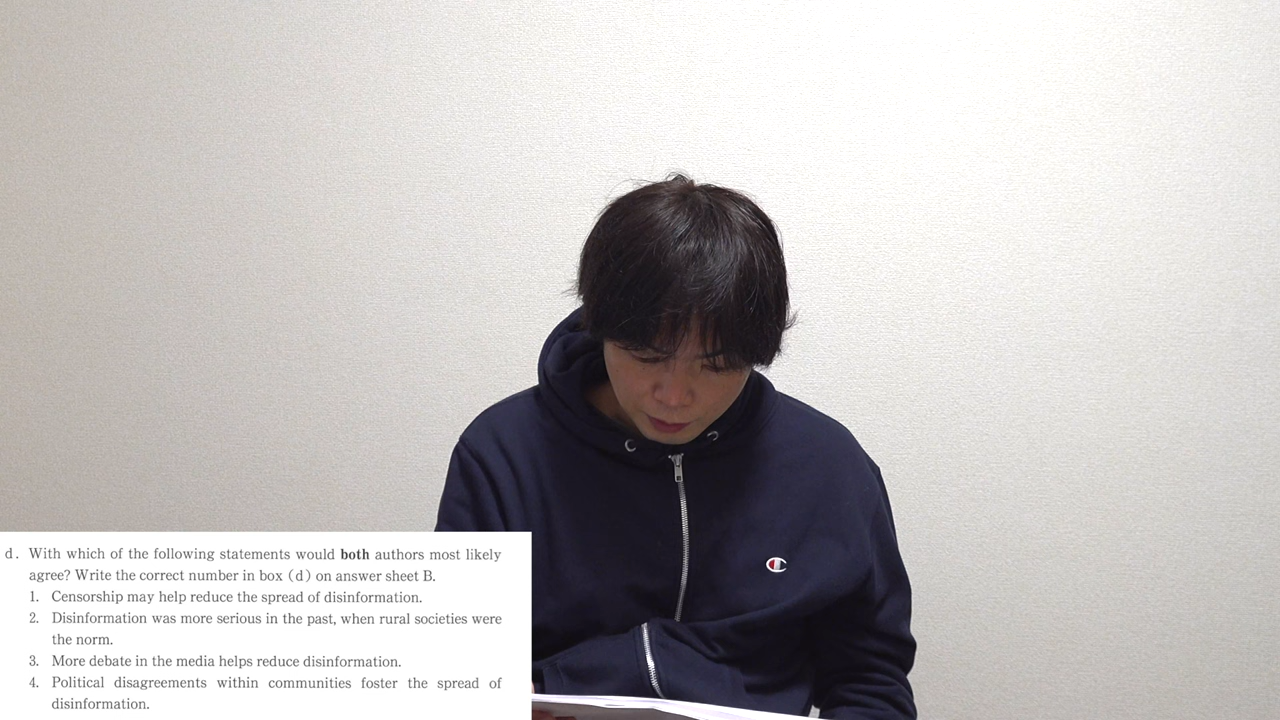 d. With which of the following statements would both authors most likely
agree? Write the correct number in box (d) on answer sheet B.
1. Censorship may help reduce the spread of disinformation.
2. Disinformation was more serious in the past, when rural societies were
the norm.
3. More debate in the media helps reduce disinformation.
4. Political disagreements within communities foster the spread of
disinformation.